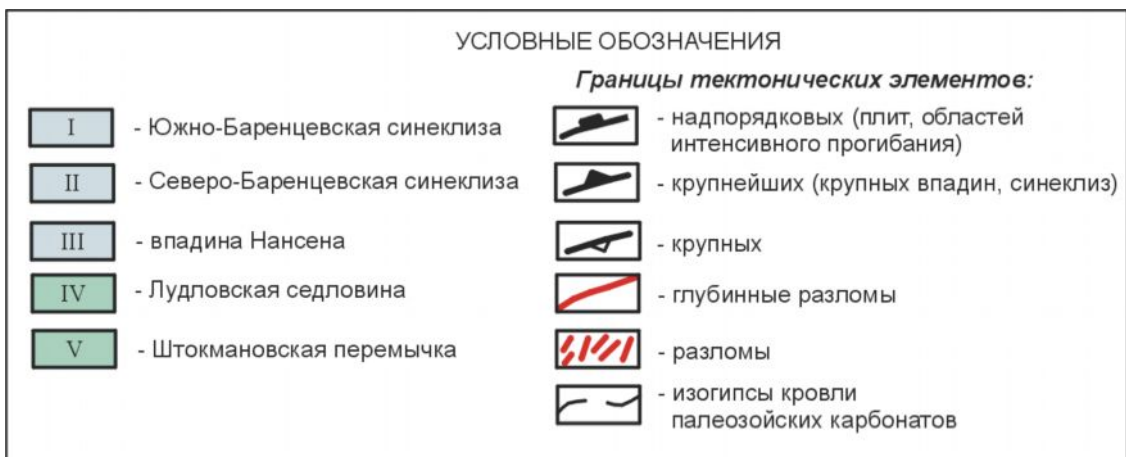 УСЛОВНЫЕ ОБОЗНАЧЕНИЯ
Границы тектонических элементов:
I - Южно-Баренцевская синеклиза
II - Северо-Баренцевская синеклиза
III - впадина Нансена
IV - Лудловская седловина
V - Штокмановская перемычка
- надпорядковых (плит, областей
интенсивного прогибания)
- крупнейших (крупных впадин, синеклиз)
- крупных
- глубинные разломы
- разломы
- изогипсы кровли
палеозойских карбонатов